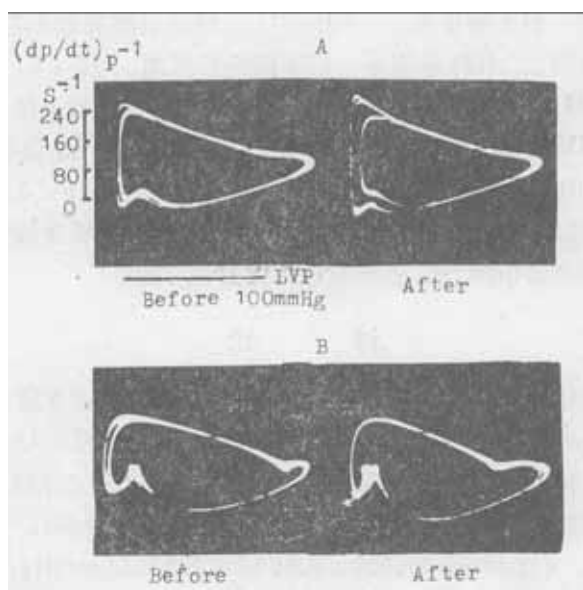 (dp/dt)p⁻¹
A
S⁻¹
240
160
80
0
LVP
Before 100mmHg After
B
Before After